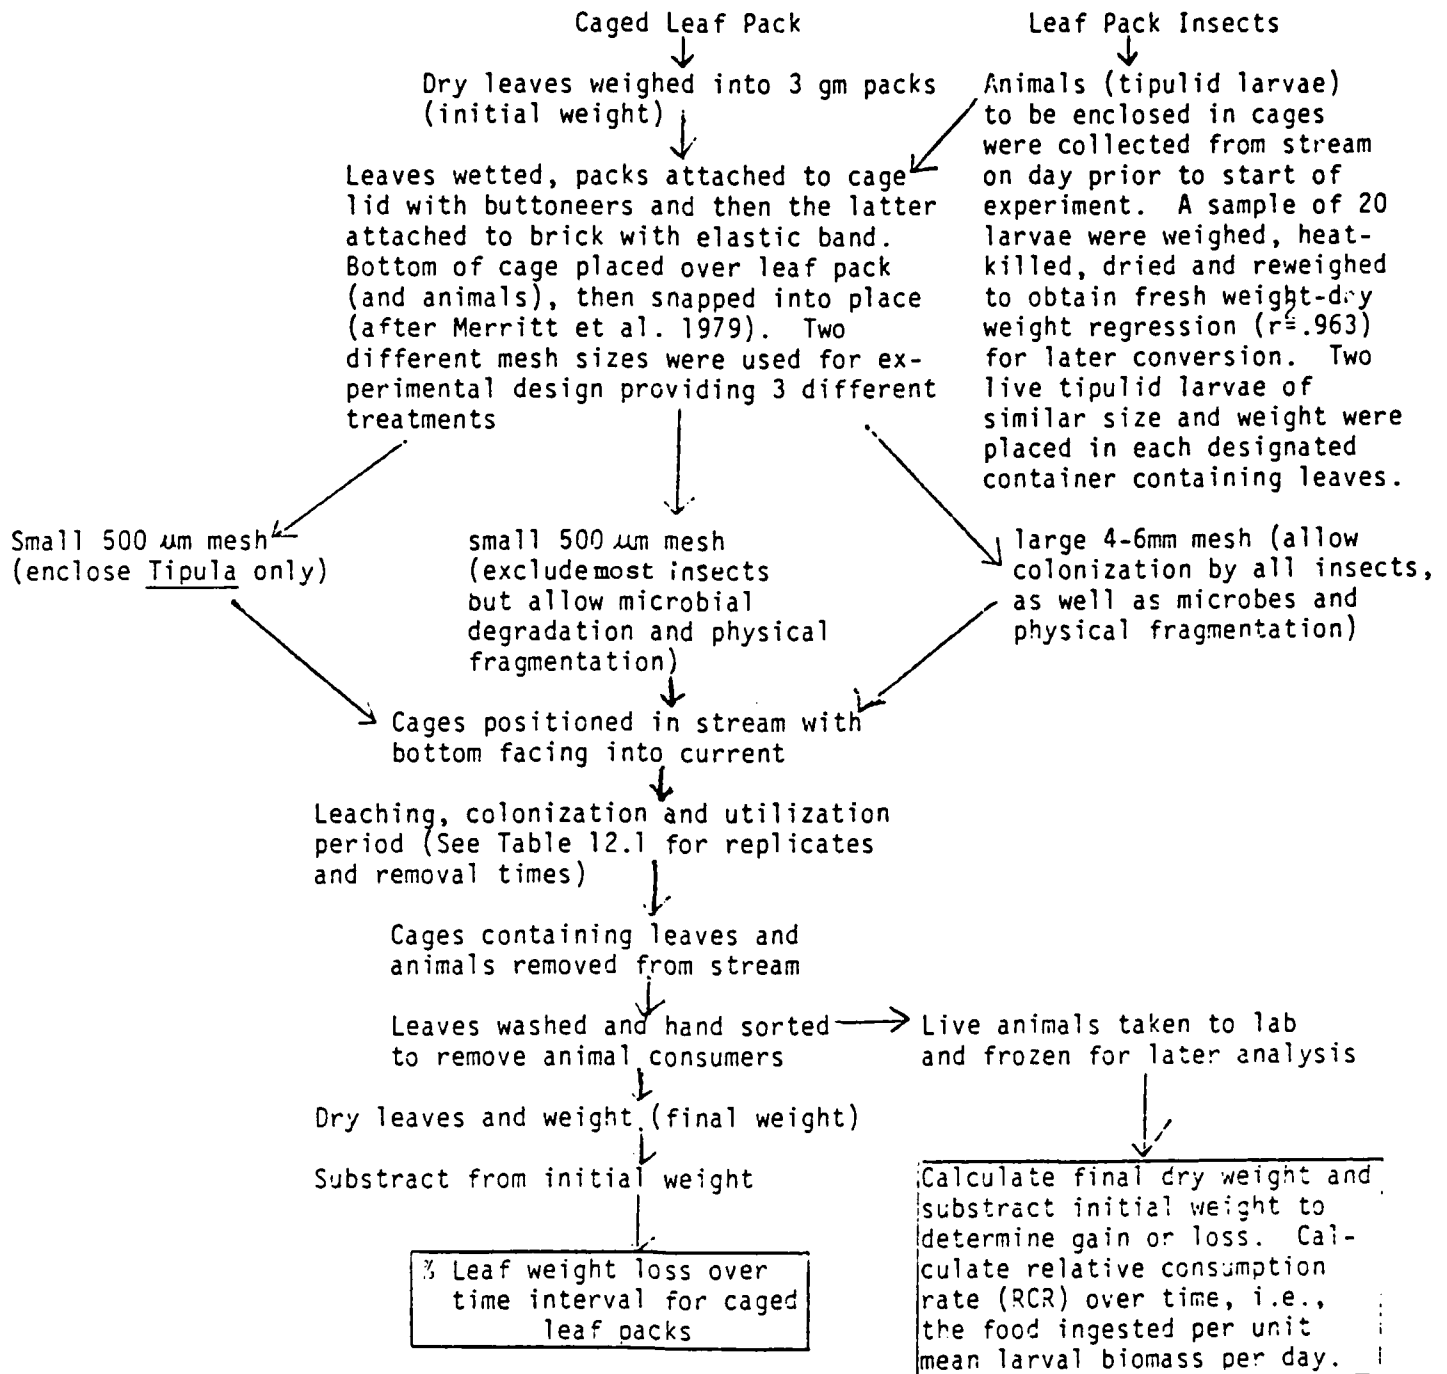 Caged Leaf Pack
Dry leaves weighed into 3 gm packs
(initial weight)
Leaf Pack Insects
Animals (tipulid larvae)
to be enclosed in cages
were collected from stream
on day prior to start of
experiment. A sample of 20
larvae were weighed, heat-
killed, dried and reweighed
to obtain fresh weight-dry
weight regression (r²=.963)
for later conversion. Two
live tipulid larvae of
similar size and weight were
placed in each designated
container containing leaves.
Leaves wetted, packs attached to cage
lid with buttoneers and then the latter
attached to brick with elastic band.
Bottom of cage placed over leaf pack
(and animals), then snapped into place
(after Merritt et al. 1979). Two
different mesh sizes were used for ex-
perimental design providing 3 different
treatments
Small 500 µm mesh
(enclose Tipula only)
small 500 µm mesh
(exclude most insects
but allow microbial
degradation and physical
fragmentation)
large 4-6mm mesh (allow
colonization by all insects,
as well as microbes and
physical fragmentation)
Cages positioned in stream with
bottom facing into current
Leaching, colonization and utilization
period (See Table 12.1 for replicates
and removal times)
Cages containing leaves and
animals removed from stream
Leaves washed and hand sorted
to remove animal consumers
Live animals taken to lab
and frozen for later analysis
Dry leaves and weight (final weight)
Substract from initial weight
% Leaf weight loss over
time interval for caged
leaf packs
Calculate final dry weight and
substract initial weight to
determine gain or loss. Cal-
culate relative consumption
rate (RCR) over time, i.e.,
the food ingested per unit
mean larval biomass per day.